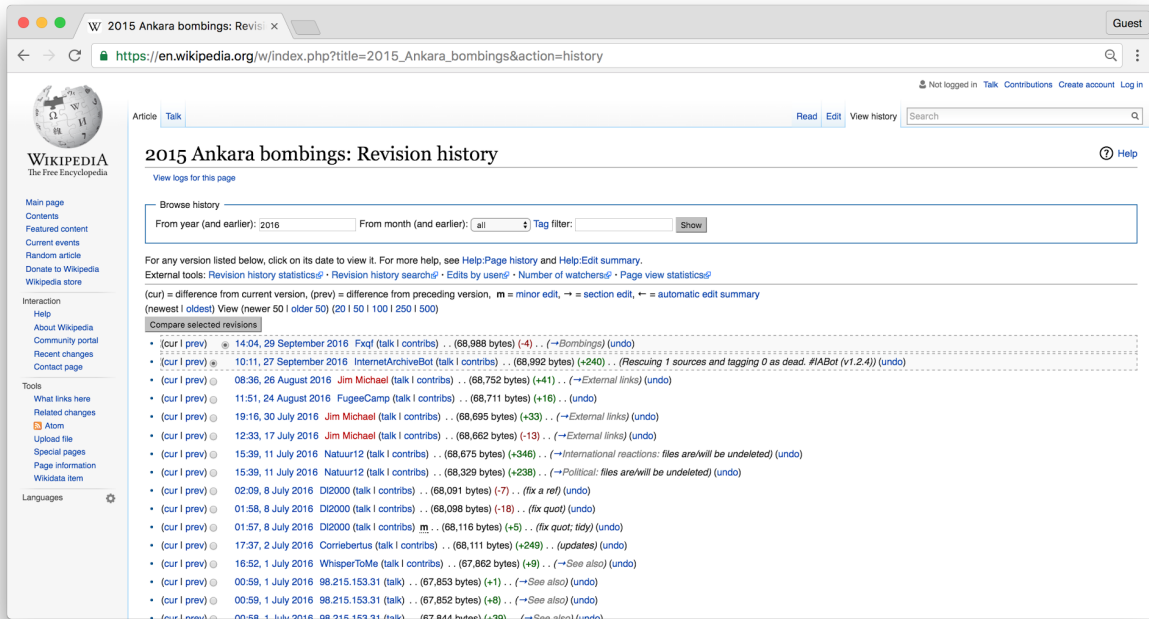 2015 Ankara bombings: Revisi
Guest
https://en.wikipedia.org/w/index.php?title=2015_Ankara_bombings&action=history
Not logged in Talk Contributions Create account Log in
Article Talk
Read Edit View history Search
WIKIPEDIA
The Free Encyclopedia
Main page
Contents
Featured content
Current events
Random article
Donate to Wikipedia
Wikipedia store
Interaction
Help
About Wikipedia
Community portal
Recent changes
Contact page
Tools
What links here
Related changes
Atom
Upload file
Special pages
Page information
Wikidata item
Languages
2015 Ankara bombings: Revision history
Help
View logs for this page
Browse history
From year (and earlier): 2016 From month (and earlier): all Tag filter: Show
For any version listed below, click on its date to view it. For more help, see Help:Page history and Help:Edit summary.
External tools: Revision history statistics · Revision history search · Edits by user · Number of watchers · Page view statistics
(cur) = difference from current version, (prev) = difference from preceding version, m = minor edit, → = section edit, ← = automatic edit summary
(newest | oldest) View (newer 50 | older 50) (20 | 50 | 100 | 250 | 500)
Compare selected revisions
(cur | prev) 14:04, 29 September 2016 Fxqf (talk | contribs) . . (68,988 bytes) (-4) . . (→Bombings) (undo)
(cur | prev) 10:11, 27 September 2016 InternetArchiveBot (talk | contribs) . . (68,992 bytes) (+240) . . (Rescuing 1 sources and tagging 0 as dead. #IABot (v1.2.4)) (undo)
(cur | prev) 08:36, 26 August 2016 Jim Michael (talk | contribs) . . (68,752 bytes) (+41) . . (→External links) (undo)
(cur | prev) 11:51, 24 August 2016 FugeeCamp (talk | contribs) . . (68,711 bytes) (+16) . . (undo)
(cur | prev) 19:16, 30 July 2016 Jim Michael (talk | contribs) . . (68,695 bytes) (+33) . . (→External links) (undo)
(cur | prev) 12:33, 17 July 2016 Jim Michael (talk | contribs) . . (68,662 bytes) (-13) . . (→External links) (undo)
(cur | prev) 15:39, 11 July 2016 Natuur12 (talk | contribs) . . (68,675 bytes) (+346) . . (→International reactions: files are/will be undeleted) (undo)
(cur | prev) 15:39, 11 July 2016 Natuur12 (talk | contribs) . . (68,329 bytes) (+238) . . (→Political: files are/will be undeleted) (undo)
(cur | prev) 02:09, 8 July 2016 Dl2000 (talk | contribs) . . (68,091 bytes) (-7) . . (fix a ref) (undo)
(cur | prev) 01:58, 8 July 2016 Dl2000 (talk | contribs) . . (68,098 bytes) (-18) . . (fix quot) (undo)
(cur | prev) 01:57, 8 July 2016 Dl2000 (talk | contribs) m . . (68,116 bytes) (+5) . . (fix quot; tidy) (undo)
(cur | prev) 17:37, 2 July 2016 Corriebertus (talk | contribs) . . (68,111 bytes) (+249) . . (updates) (undo)
(cur | prev) 16:52, 1 July 2016 WhisperToMe (talk | contribs) . . (67,862 bytes) (+9) . . (→See also) (undo)
(cur | prev) 00:59, 1 July 2016 98.215.153.31 (talk) . . (67,853 bytes) (+1) . . (→See also) (undo)
(cur | prev) 00:59, 1 July 2016 98.215.153.31 (talk) . . (67,852 bytes) (+8) . . (→See also) (undo)
(cur | prev) 00:58, 1 July 2016 98.215.153.31 (talk) . . (67,844 bytes) (+39) . . (→See also) (undo)